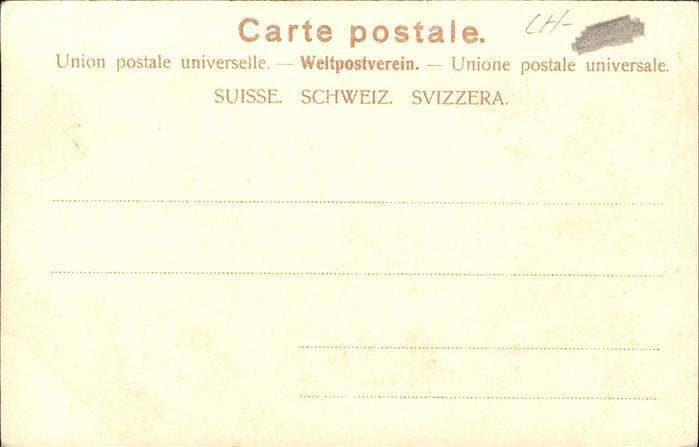 Carte postale.
CH-
Union postale universelle. — Weltpostverein. — Unione postale universale.
SUISSE. SCHWEIZ. SVIZZERA.